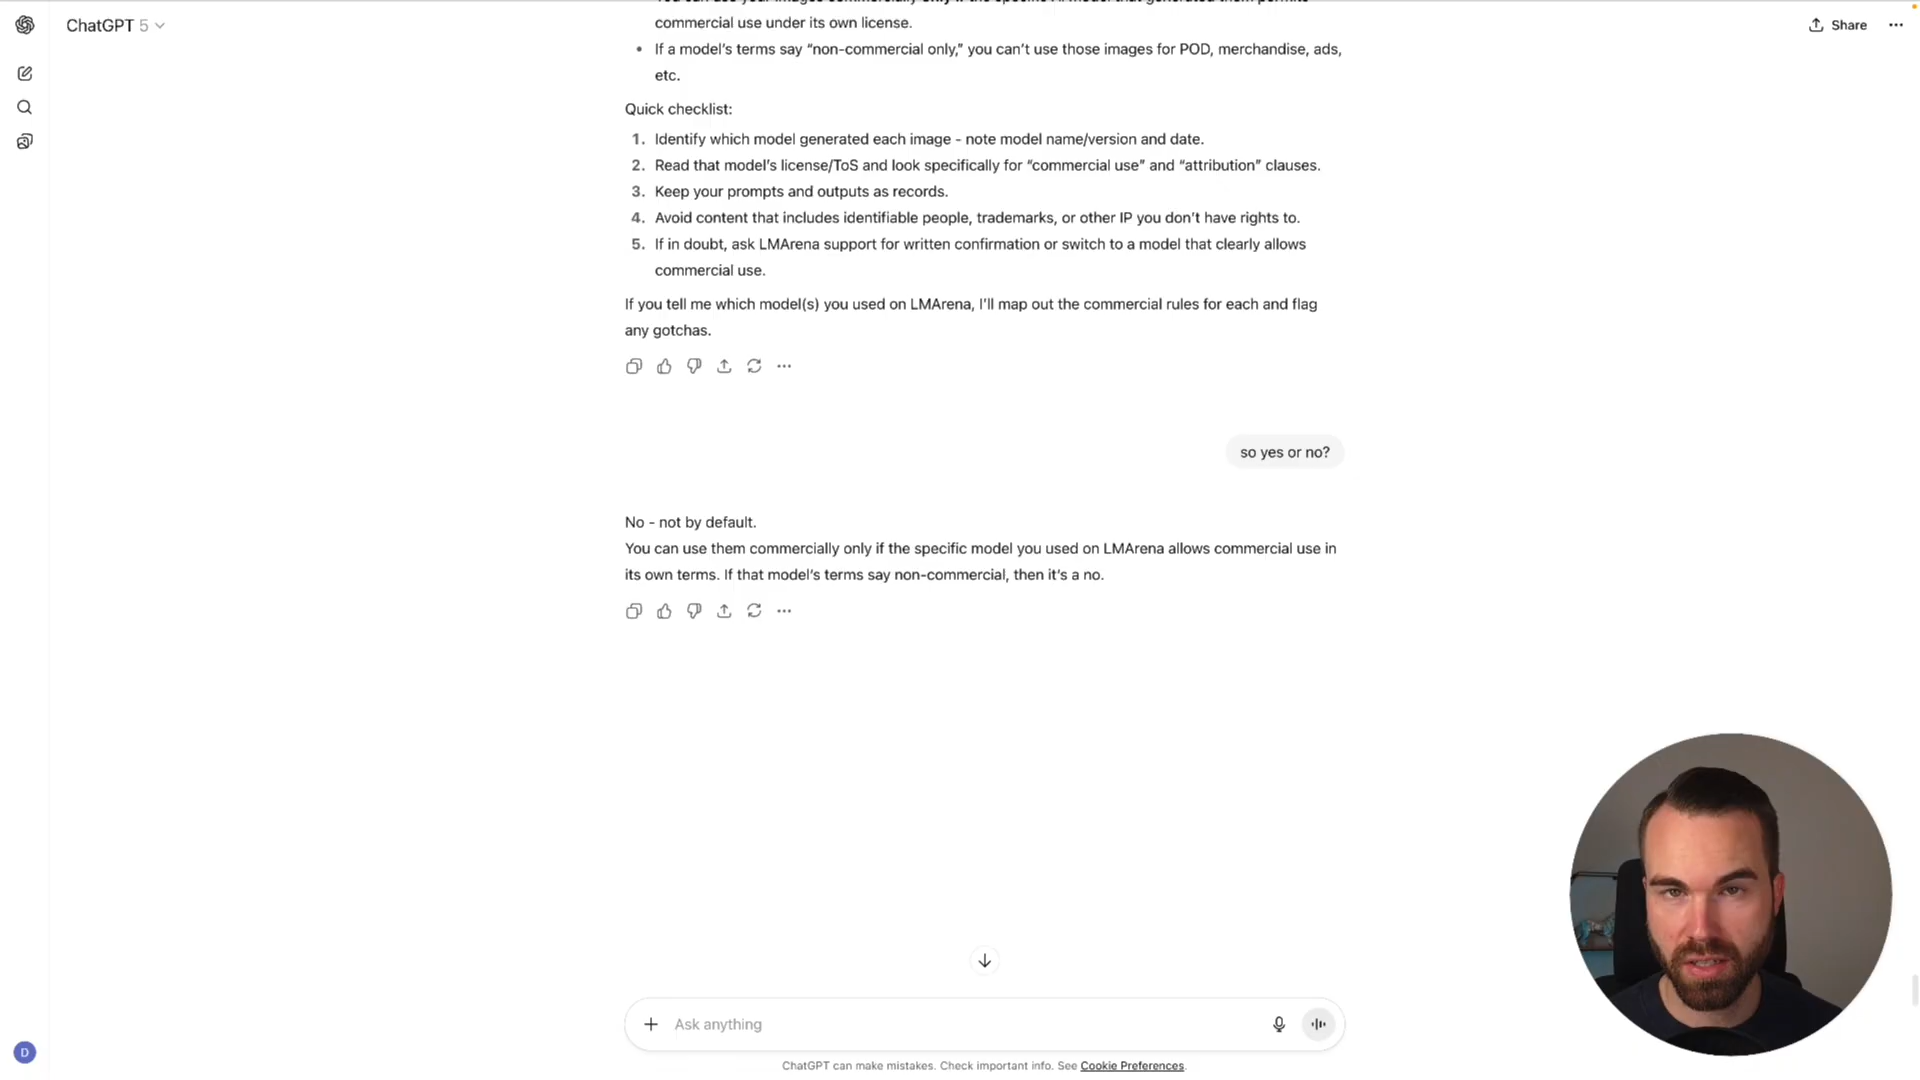 ChatGPT 5
Share
commercial use under its own license.
• If a model's terms say “non-commercial only,” you can't use those images for POD, merchandise, ads,
etc.
Quick checklist:
1. Identify which model generated each image - note model name/version and date.
2. Read that model's license/ToS and look specifically for “commercial use” and “attribution” clauses.
3. Keep your prompts and outputs as records.
4. Avoid content that includes identifiable people, trademarks, or other IP you don't have rights to.
5. If in doubt, ask LMArena support for written confirmation or switch to a model that clearly allows
commercial use.
If you tell me which model(s) you used on LMArena, I'll map out the commercial rules for each and flag
any gotchas.
so yes or no?
No - not by default.
You can use them commercially only if the specific model you used on LMArena allows commercial use in
its own terms. If that model's terms say non-commercial, then it's a no.
Ask anything
D
ChatGPT can make mistakes. Check important info. See Cookie Preferences.